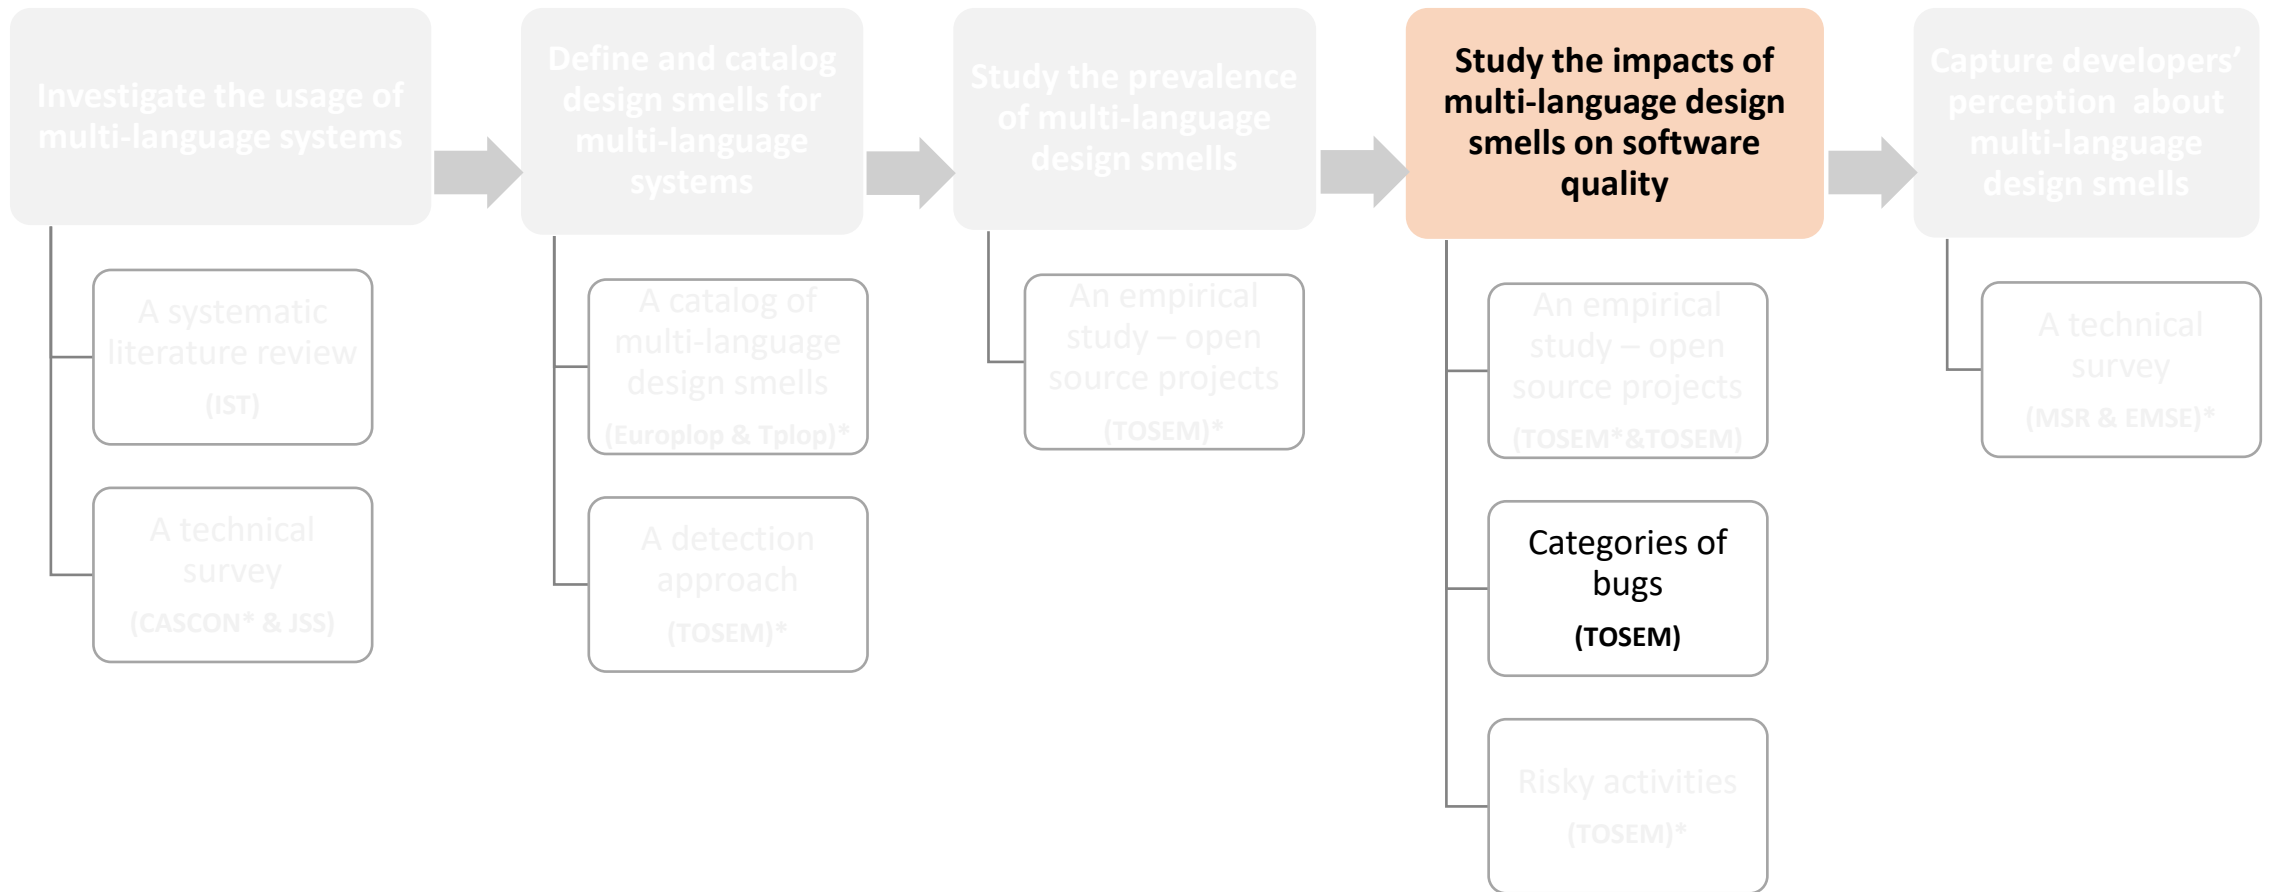 Investigate the usage of
multi-language systems
A systematic
literature review
(IST)
A technical
survey
(CASCON* & JSS)
Define and catalog
design smells for
multi-language
systems
A catalog of
multi-language
design smells
(Europlop & Tplop)*
A detection
approach
(TOSEM)*
Study the prevalence
of multi-language
design smells
An empirical
study – open
source projects
(TOSEM)*
Study the impacts of
multi-language design
smells on software
quality
An empirical
study – open
source projects
(TOSEM*&TOSEM)
Categories of
bugs
(TOSEM)
Risky activities
(TOSEM)*
Capture developers’
perception about
multi-language
design smells
A technical
survey
(MSR & EMSE)*